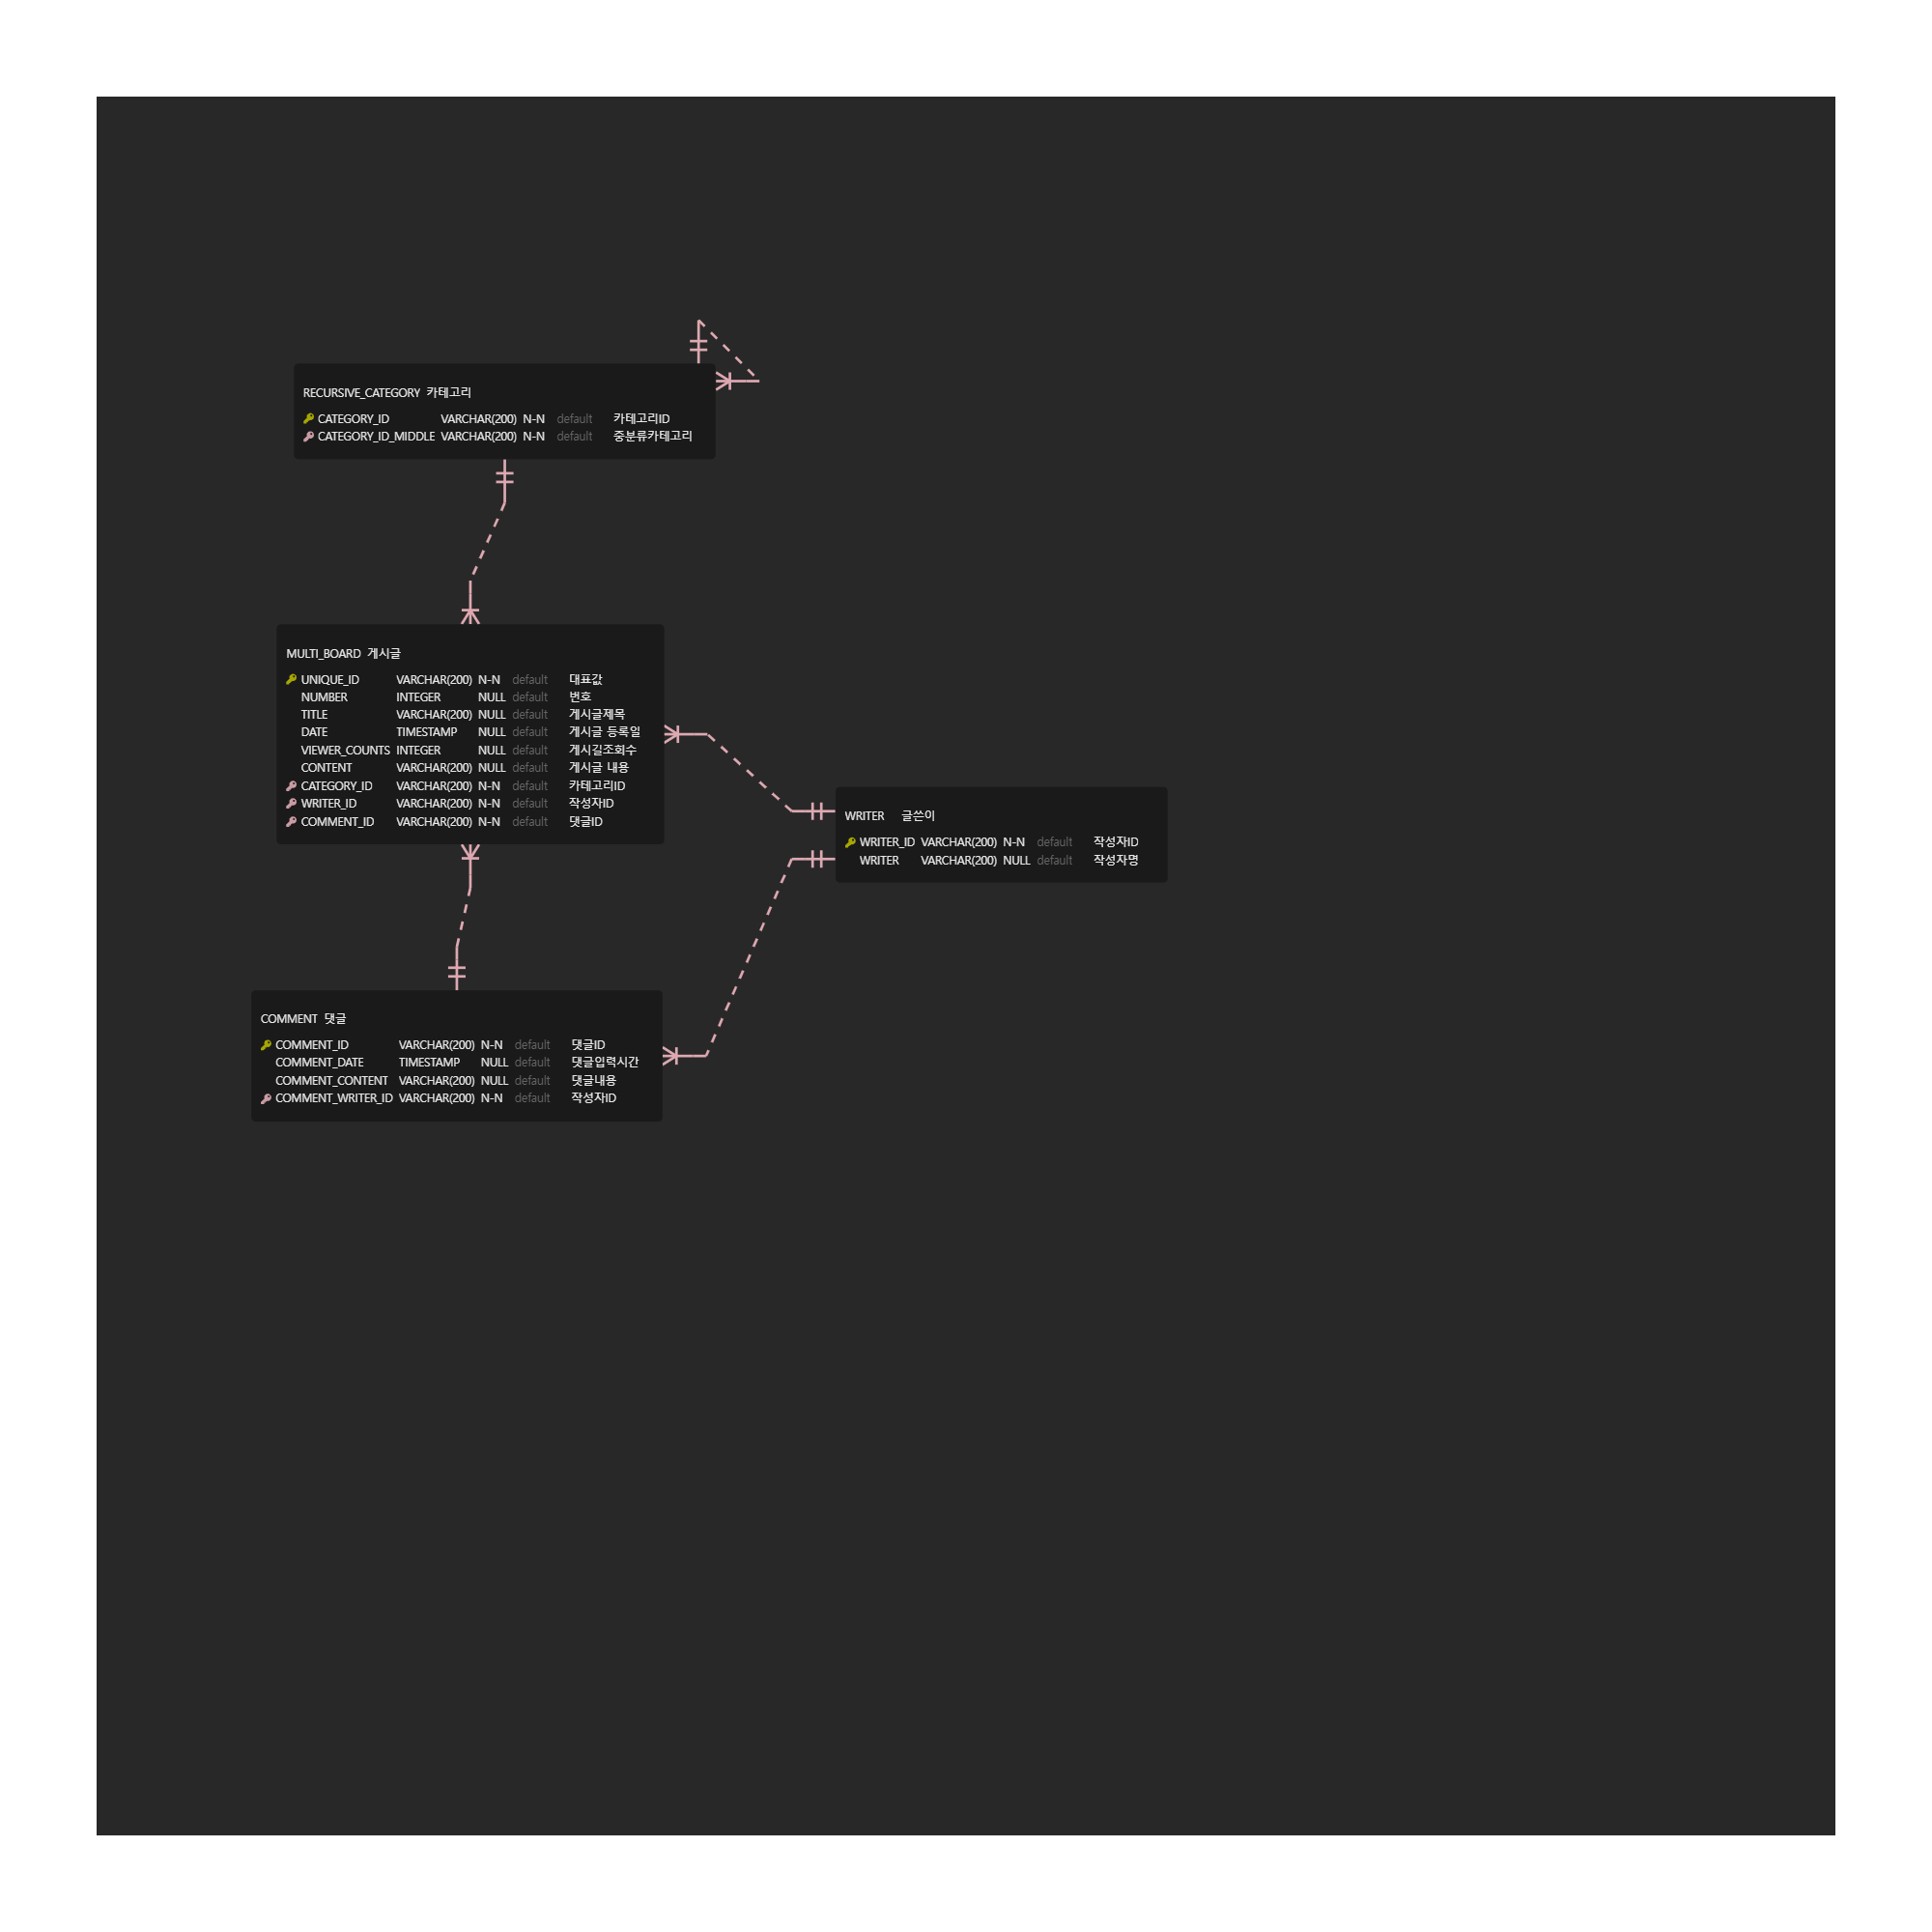 RECURSIVE_CATEGORY 카테고리
CATEGORY_ID VARCHAR(200) N-N default 카테고리ID
CATEGORY_ID_MIDDLE VARCHAR(200) N-N default 중분류카테고리
MULTI_BOARD 게시글
UNIQUE_ID VARCHAR(200) N-N default 대표값
NUMBER INTEGER NULL default 번호
TITLE VARCHAR(200) NULL default 게시글제목
DATE TIMESTAMP NULL default 게시글 등록일
VIEWER_COUNTS INTEGER NULL default 게시길조회수
CONTENT VARCHAR(200) NULL default 게시글 내용
CATEGORY_ID VARCHAR(200) N-N default 카테고리ID
WRITER_ID VARCHAR(200) N-N default 작성자ID
COMMENT_ID VARCHAR(200) N-N default 댓글ID
WRITER 글쓴이
WRITER_ID VARCHAR(200) N-N default 작성자ID
WRITER VARCHAR(200) NULL default 작성자명
COMMENT 댓글
COMMENT_ID VARCHAR(200) N-N default 댓글ID
COMMENT_DATE TIMESTAMP NULL default 댓글입력시간
COMMENT_CONTENT VARCHAR(200) NULL default 댓글내용
COMMENT_WRITER_ID VARCHAR(200) N-N default 작성자ID